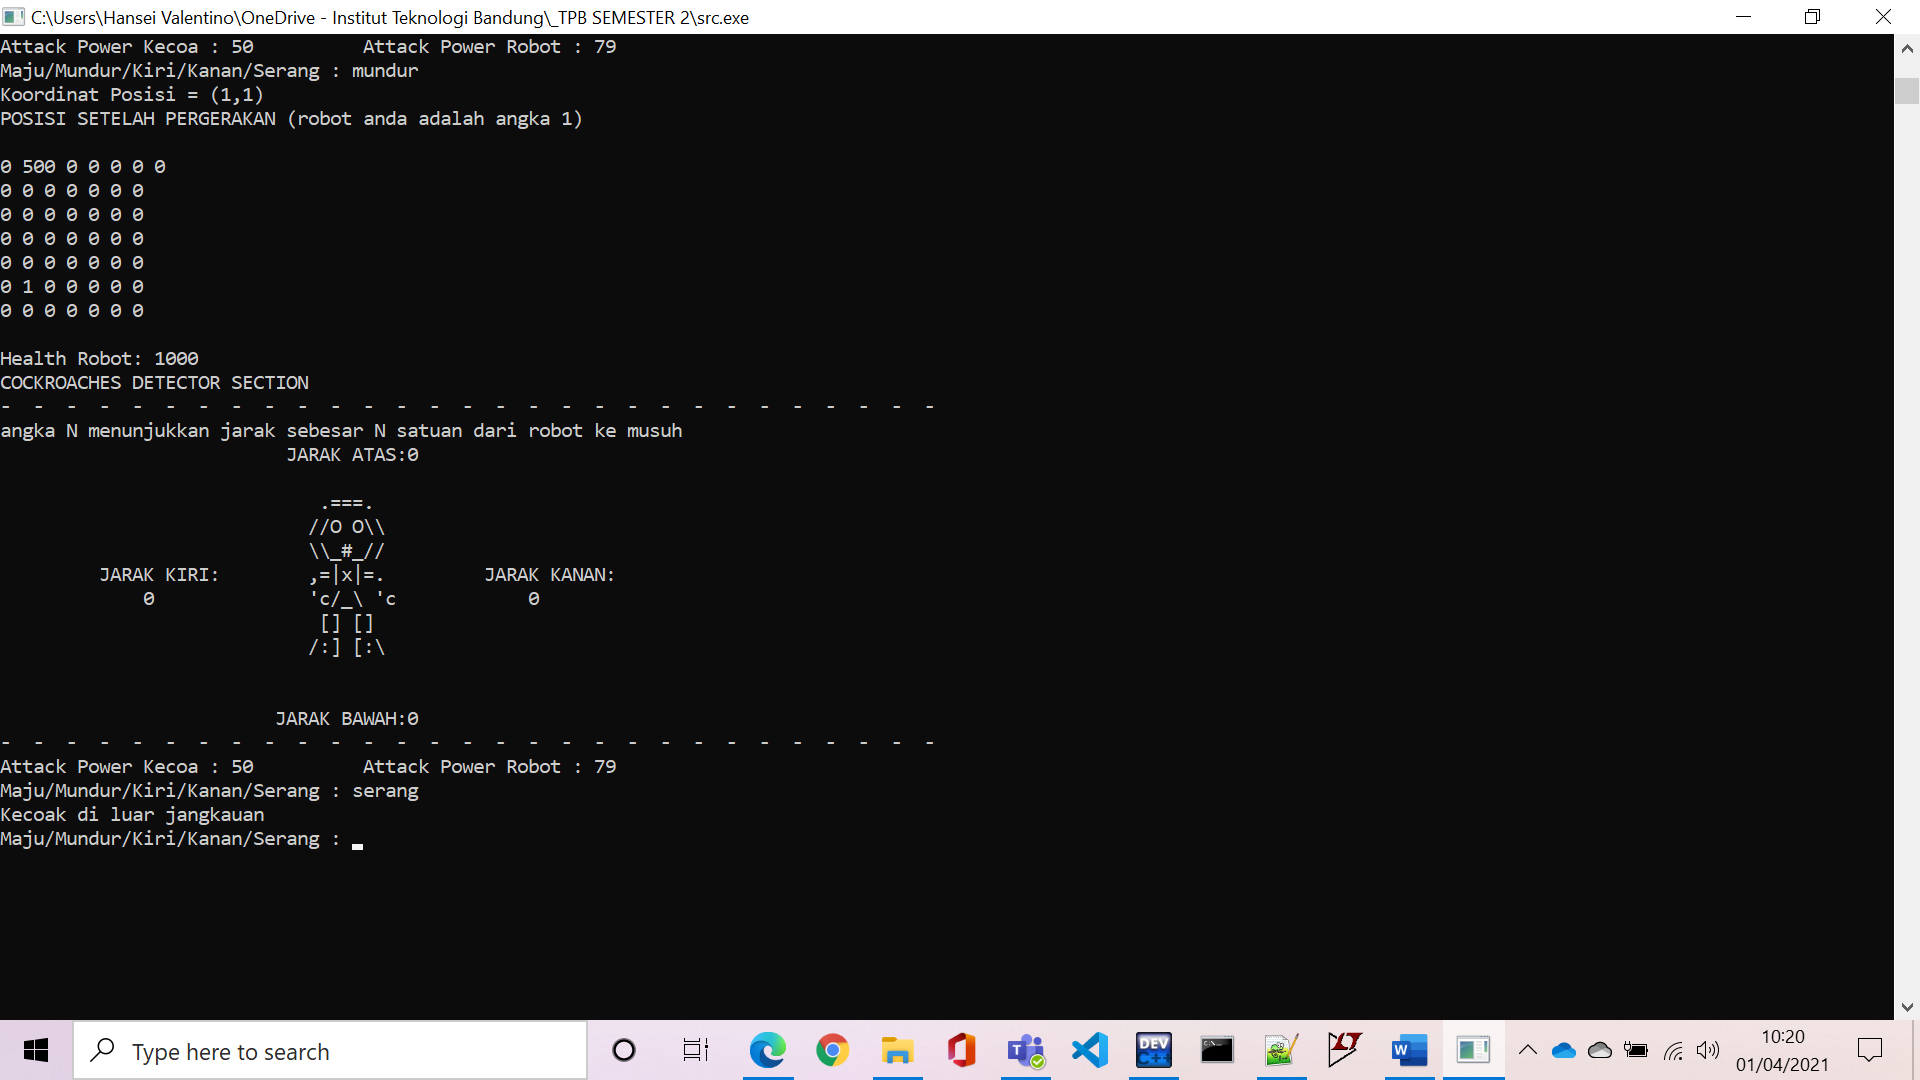 C:\Users\Hansei Valentino\OneDrive - Institut Teknologi Bandung\_TPB SEMESTER 2\src.exe
Attack Power Kecoa : 50          Attack Power Robot : 79
Maju/Mundur/Kiri/Kanan/Serang : mundur
Koordinat Posisi = (1,1)
POSISI SETELAH PERGERAKAN (robot anda adalah angka 1)
0 500 0 0 0 0 0
0 0 0 0 0 0 0
0 0 0 0 0 0 0
0 0 0 0 0 0 0
0 0 0 0 0 0 0
0 1 0 0 0 0 0
0 0 0 0 0 0 0
Health Robot: 1000
COCKROACHES DETECTOR SECTION
- - - - - - - - - - - - - - - - - - - - - - - - - - - - -
angka N menunjukkan jarak sebesar N satuan dari robot ke musuh
JARAK ATAS:0
.===.
//O O\\
\\_#_//
JARAK KIRI:        ,=|x|=.         JARAK KANAN:
0              'c/_\ 'c            0
[] []
/:] [:\
JARAK BAWAH:0
- - - - - - - - - - - - - - - - - - - - - - - - - - - - -
Attack Power Kecoa : 50          Attack Power Robot : 79
Maju/Mundur/Kiri/Kanan/Serang : serang
Kecoak di luar jangkauan
Maju/Mundur/Kiri/Kanan/Serang : _
Type here to search
DEV C++
10:20
01/04/2021